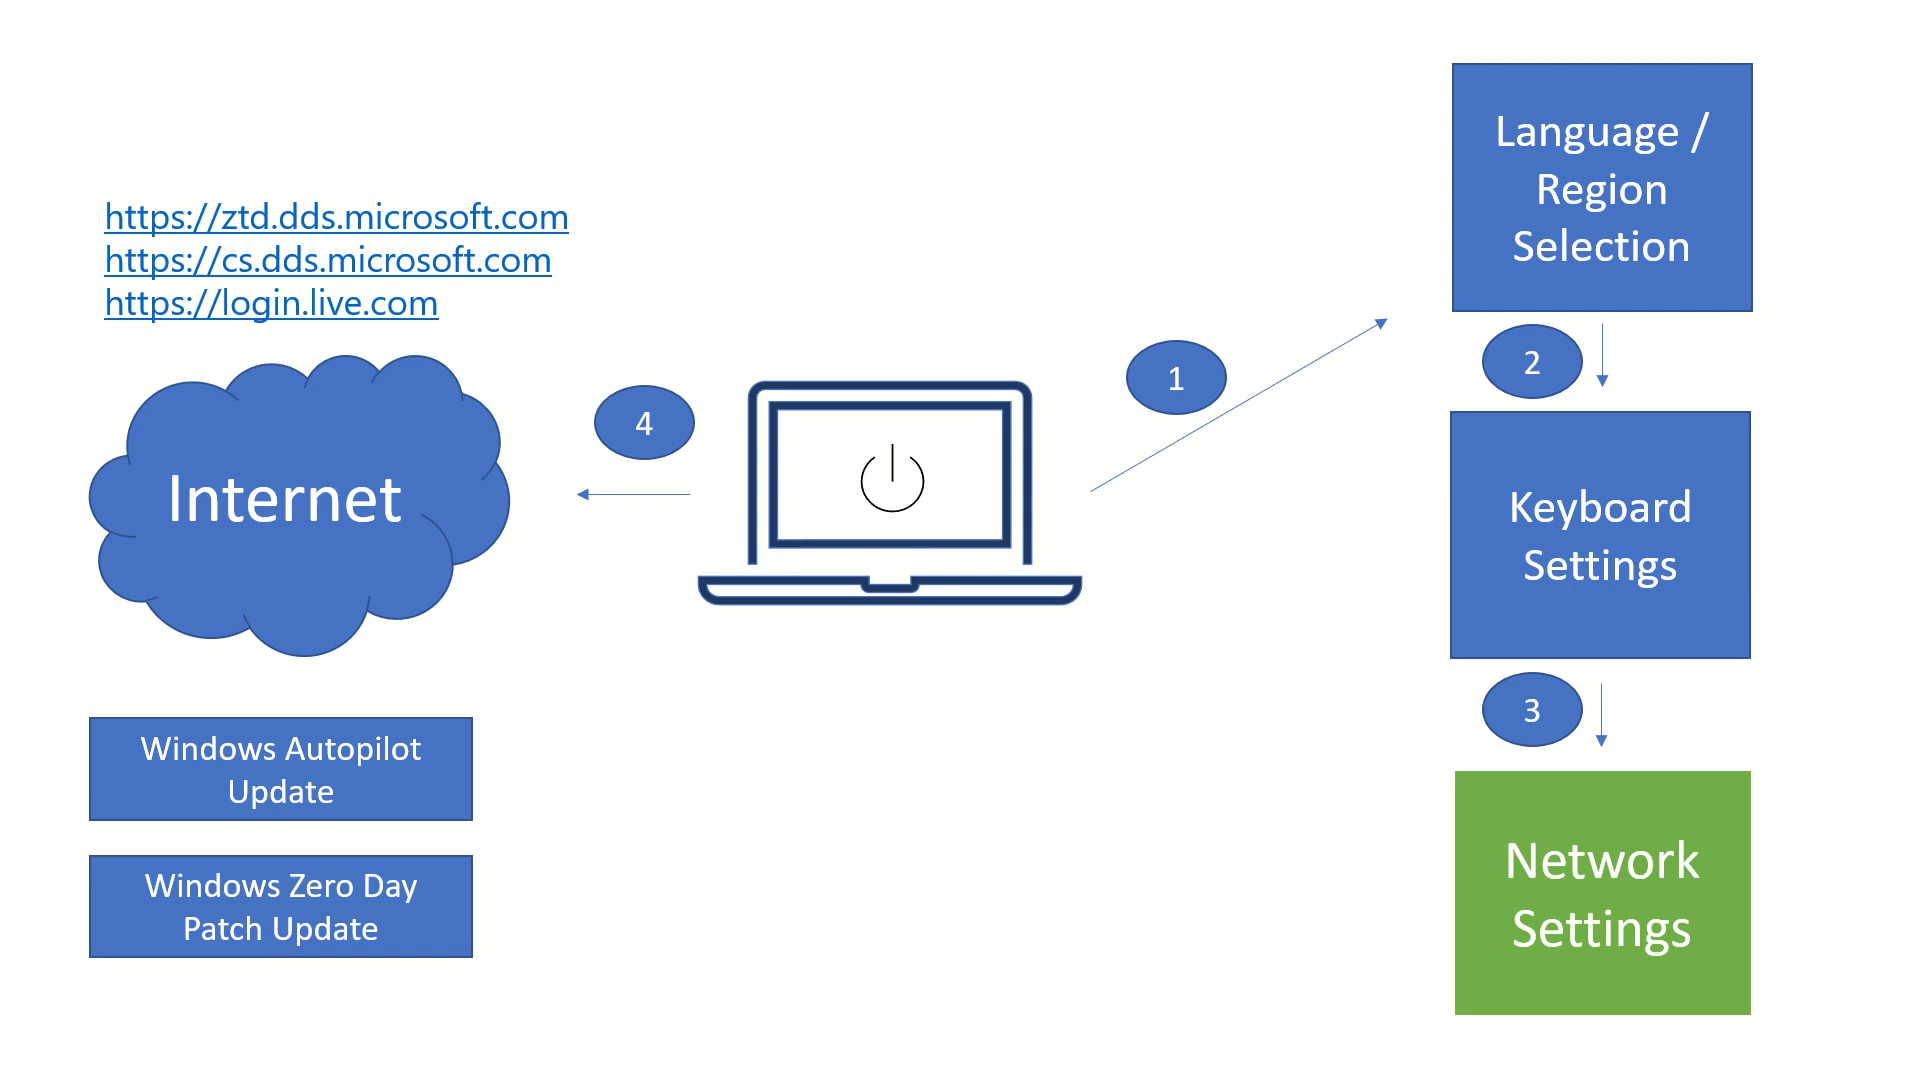 https://ztd.dds.microsoft.com
https://cs.dds.microsoft.com
https://login.live.com
Internet
4
1
Language /
Region
Selection
2
Keyboard
Settings
3
Network
Settings
Windows Autopilot
Update
Windows Zero Day
Patch Update